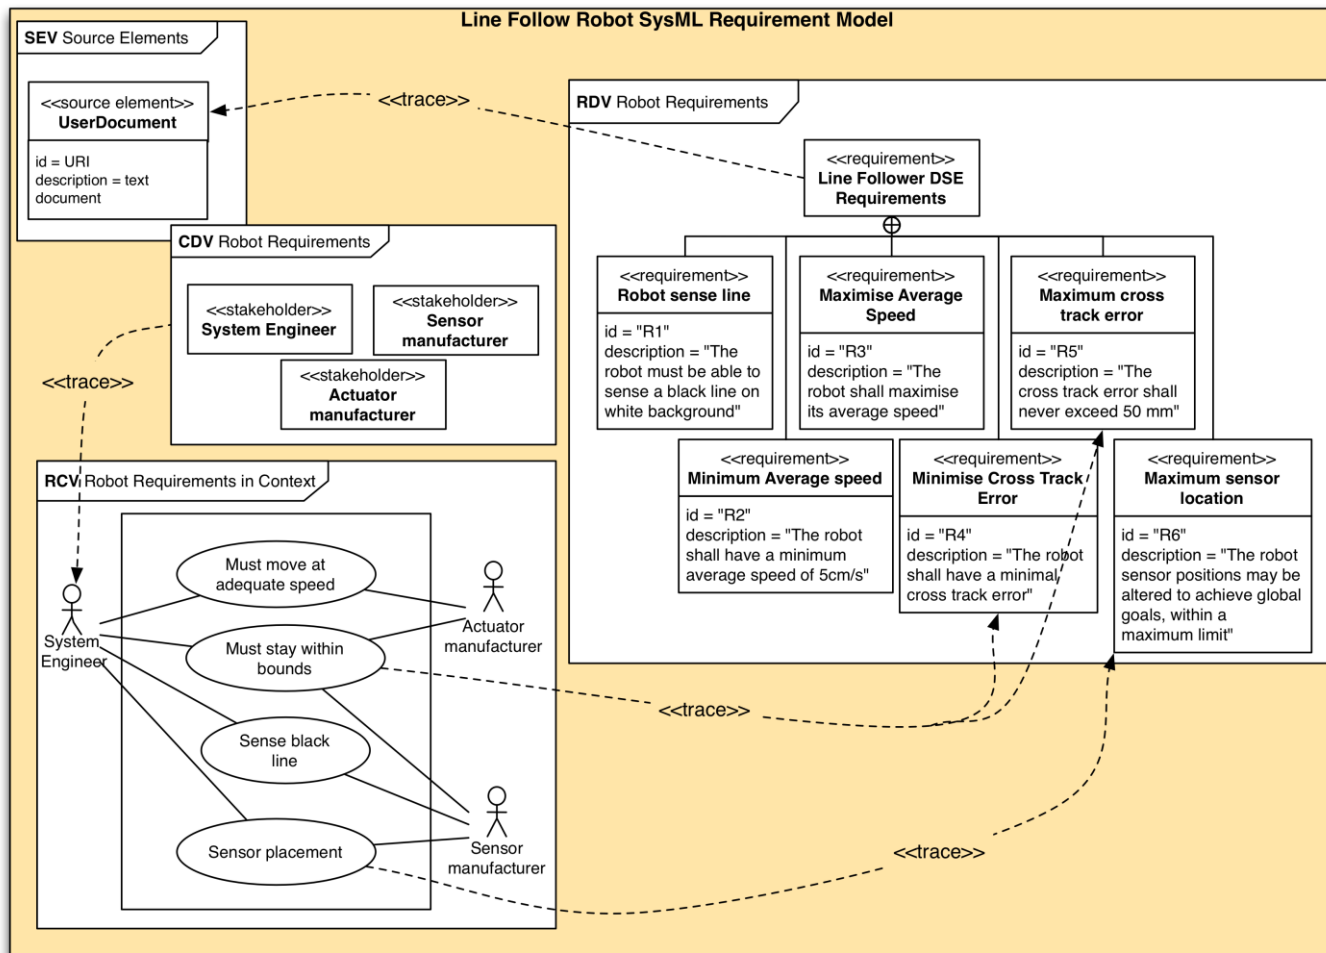 Line Follow Robot SysML Requirement Model
SEV Source Elements
<<source element>>
UserDocument
id = URI
description = text
document
<<trace>>
RDV Robot Requirements
<<requirement>>
Line Follower DSE
Requirements
CDV Robot Requirements
<<stakeholder>>
System Engineer
<<stakeholder>>
Sensor
manufacturer
<<stakeholder>>
Actuator
manufacturer
<<trace>>
<<requirement>>
Robot sense line
id = "R1"
description = "The
robot must be able to
sense a black line on
white background"
<<requirement>>
Maximise Average
Speed
id = "R3"
description = "The
robot shall maximise
its average speed"
<<requirement>>
Maximum cross
track error
id = "R5"
description = "The
cross track error shall
never exceed 50 mm"
<<requirement>>
Minimum Average speed
id = "R2"
description = "The robot
shall have a minimum
average speed of 5cm/s"
<<requirement>>
Minimise Cross Track
Error
id = "R4"
description = "The robot
shall have a minimal
cross track error"
<<requirement>>
Maximum sensor
location
id = "R6"
description = "The robot
sensor positions may be
altered to achieve global
goals, within a
maximum limit"
RCV Robot Requirements in Context
Must move at
adequate speed
Must stay within
bounds
Sense black
line
Sensor placement
System
Engineer
Actuator
manufacturer
Sensor
manufacturer
<<trace>>
<<trace>>